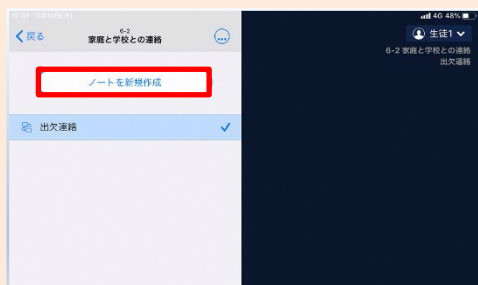 4G 48%
戻る
6-2
家庭と学校との連絡
生徒1
6-2 家庭と学校との連絡
出欠連絡
ノートを新規作成
出欠連絡